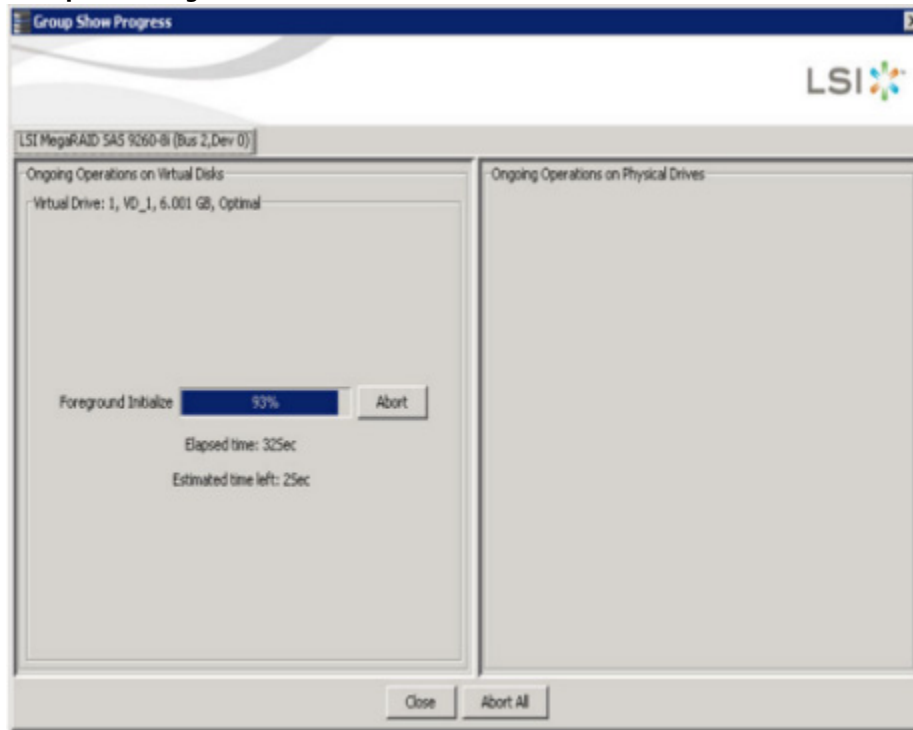 Group Show Progress
LSI
LSI MegaRAID SAS 9260-8i (Bus 2,Dev 0)
Ongoing Operations on Virtual Disks
Virtual Drive: 1, VD_1, 6.001 GB, Optimal
Foreground Initialize 93% Abort
Elapsed time: 32Sec
Estimated time left: 2Sec
Ongoing Operations on Physical Drives
Close Abort All